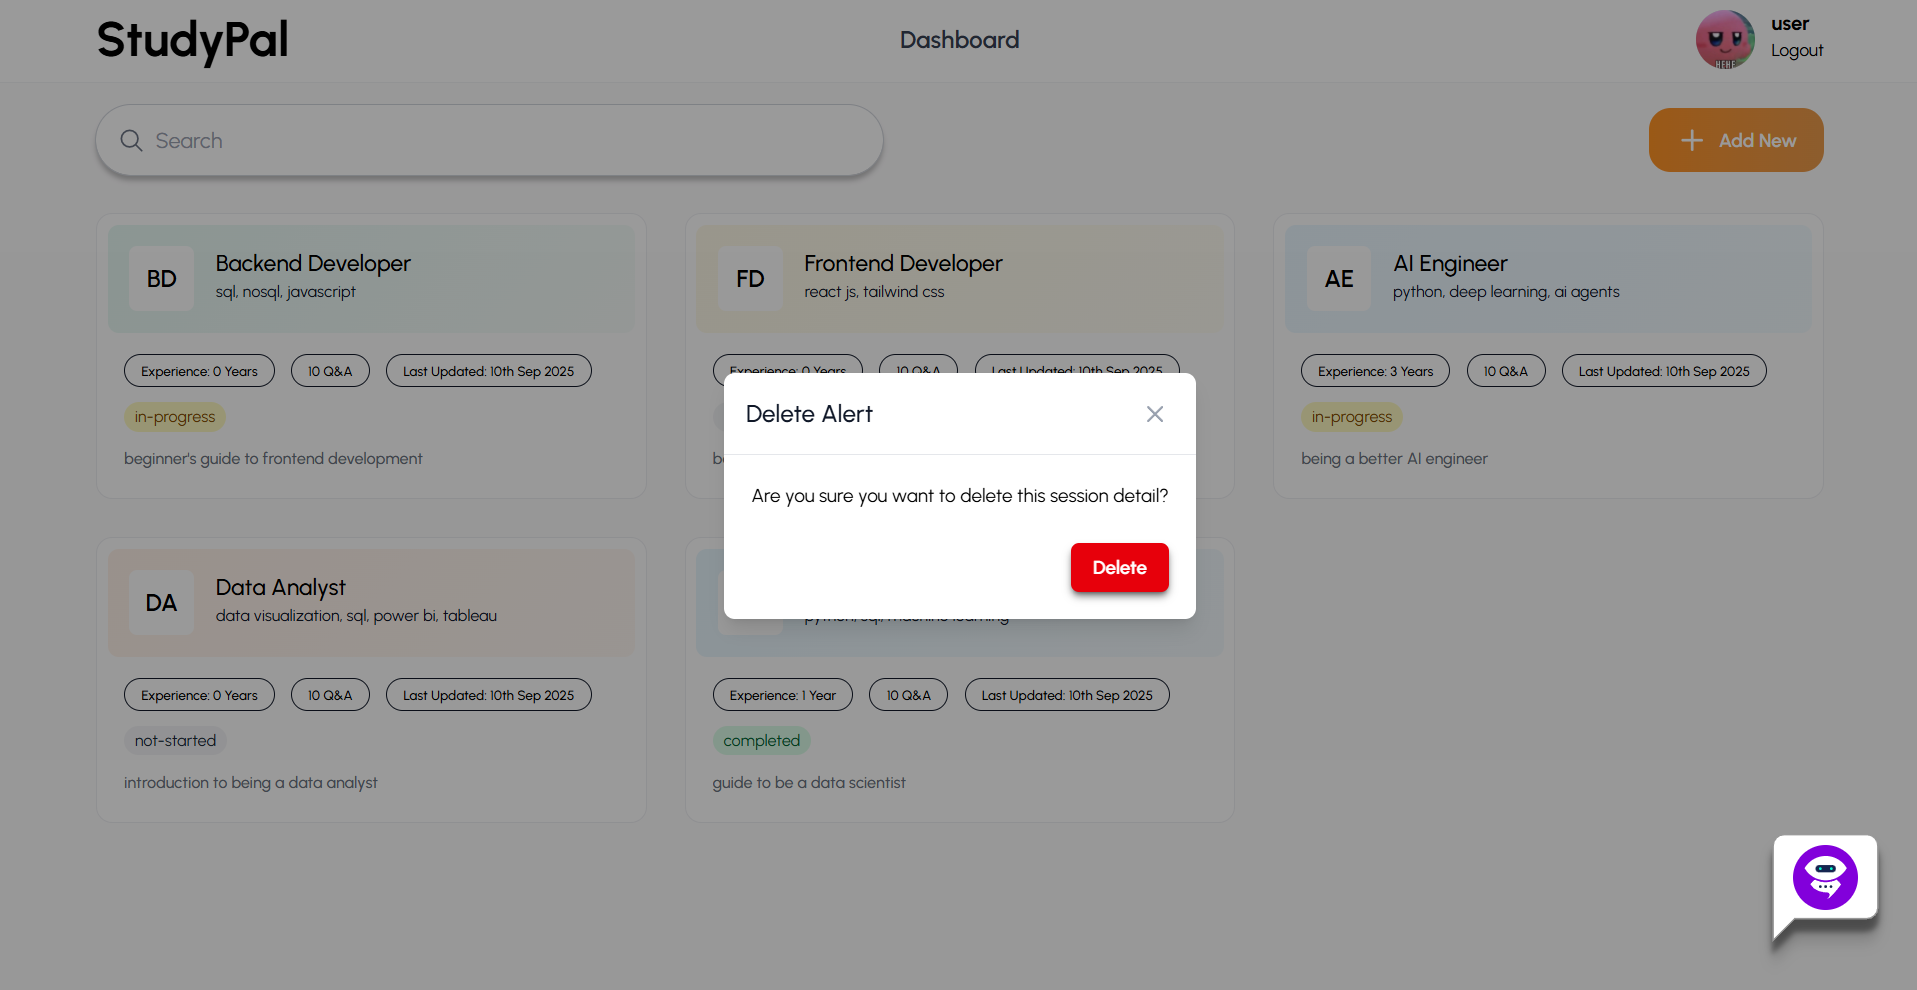 StudyPal
Dashboard
user
Logout
HEHE
Search
Add New
BD
Backend Developer
sql, nosql, javascript
Experience: 0 Years
10 Q&A
Last Updated: 10th Sep 2025
in-progress
beginner's guide to frontend development
FD
Frontend Developer
react js, tailwind css
Experience: 0 Years
10 Q&A
Last Updated: 10th Sep 2025
AE
AI Engineer
python, deep learning, ai agents
Experience: 3 Years
10 Q&A
Last Updated: 10th Sep 2025
in-progress
being a better AI engineer
Delete Alert
Are you sure you want to delete this session detail?
Delete
DA
Data Analyst
data visualization, sql, power bi, tableau
Experience: 0 Years
10 Q&A
Last Updated: 10th Sep 2025
not-started
introduction to being a data analyst
python, sql, machine learning
Experience: 1 Year
10 Q&A
Last Updated: 10th Sep 2025
completed
guide to be a data scientist